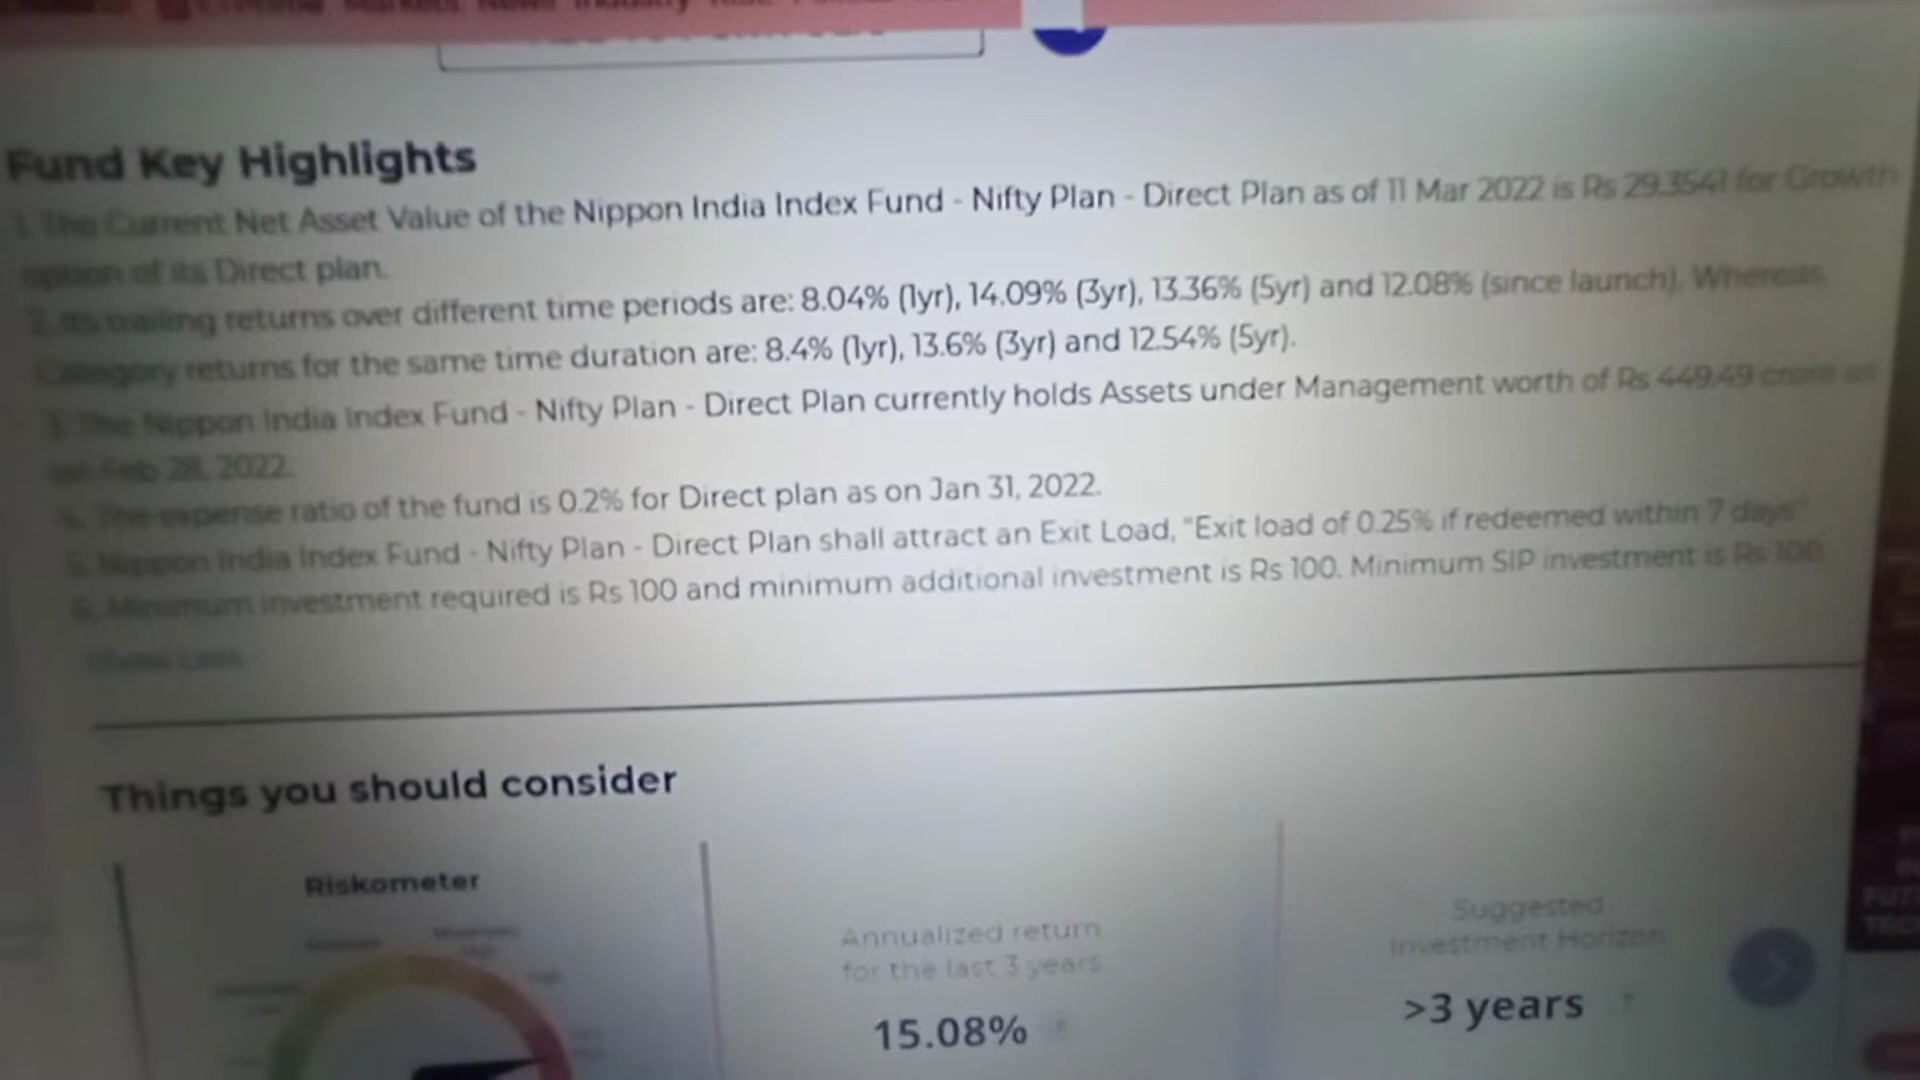 Fund Key Highlights
1. The Current Net Asset Value of the Nippon India Index Fund - Nifty Plan - Direct Plan as of 11 Mar 2022 is Rs 29.3541 for Growth
option of its Direct plan.
2. Its trailing returns over different time periods are: 8.04% (1yr), 14.09% (3yr), 13.36% (5yr) and 12.08% (since launch). Whereas,
Category returns for the same time duration are: 8.4% (1yr), 13.6% (3yr) and 12.54% (5yr).
3. The Nippon India Index Fund - Nifty Plan - Direct Plan currently holds Assets under Management worth of Rs 449.49 crore as
on Feb 28, 2022.
4. The expense ratio of the fund is 0.2% for Direct plan as on Jan 31, 2022.
5. Nippon India Index Fund - Nifty Plan - Direct Plan shall attract an Exit Load, "Exit load of 0.25% if redeemed within 7 days"
6. Minimum investment required is Rs 100 and minimum additional investment is Rs 100. Minimum SIP investment is Rs 100.
Show Less
Things you should consider
Riskometer
Annualized return
for the last 3 years
15.08%
Suggested
Investment Horizon
>3 years